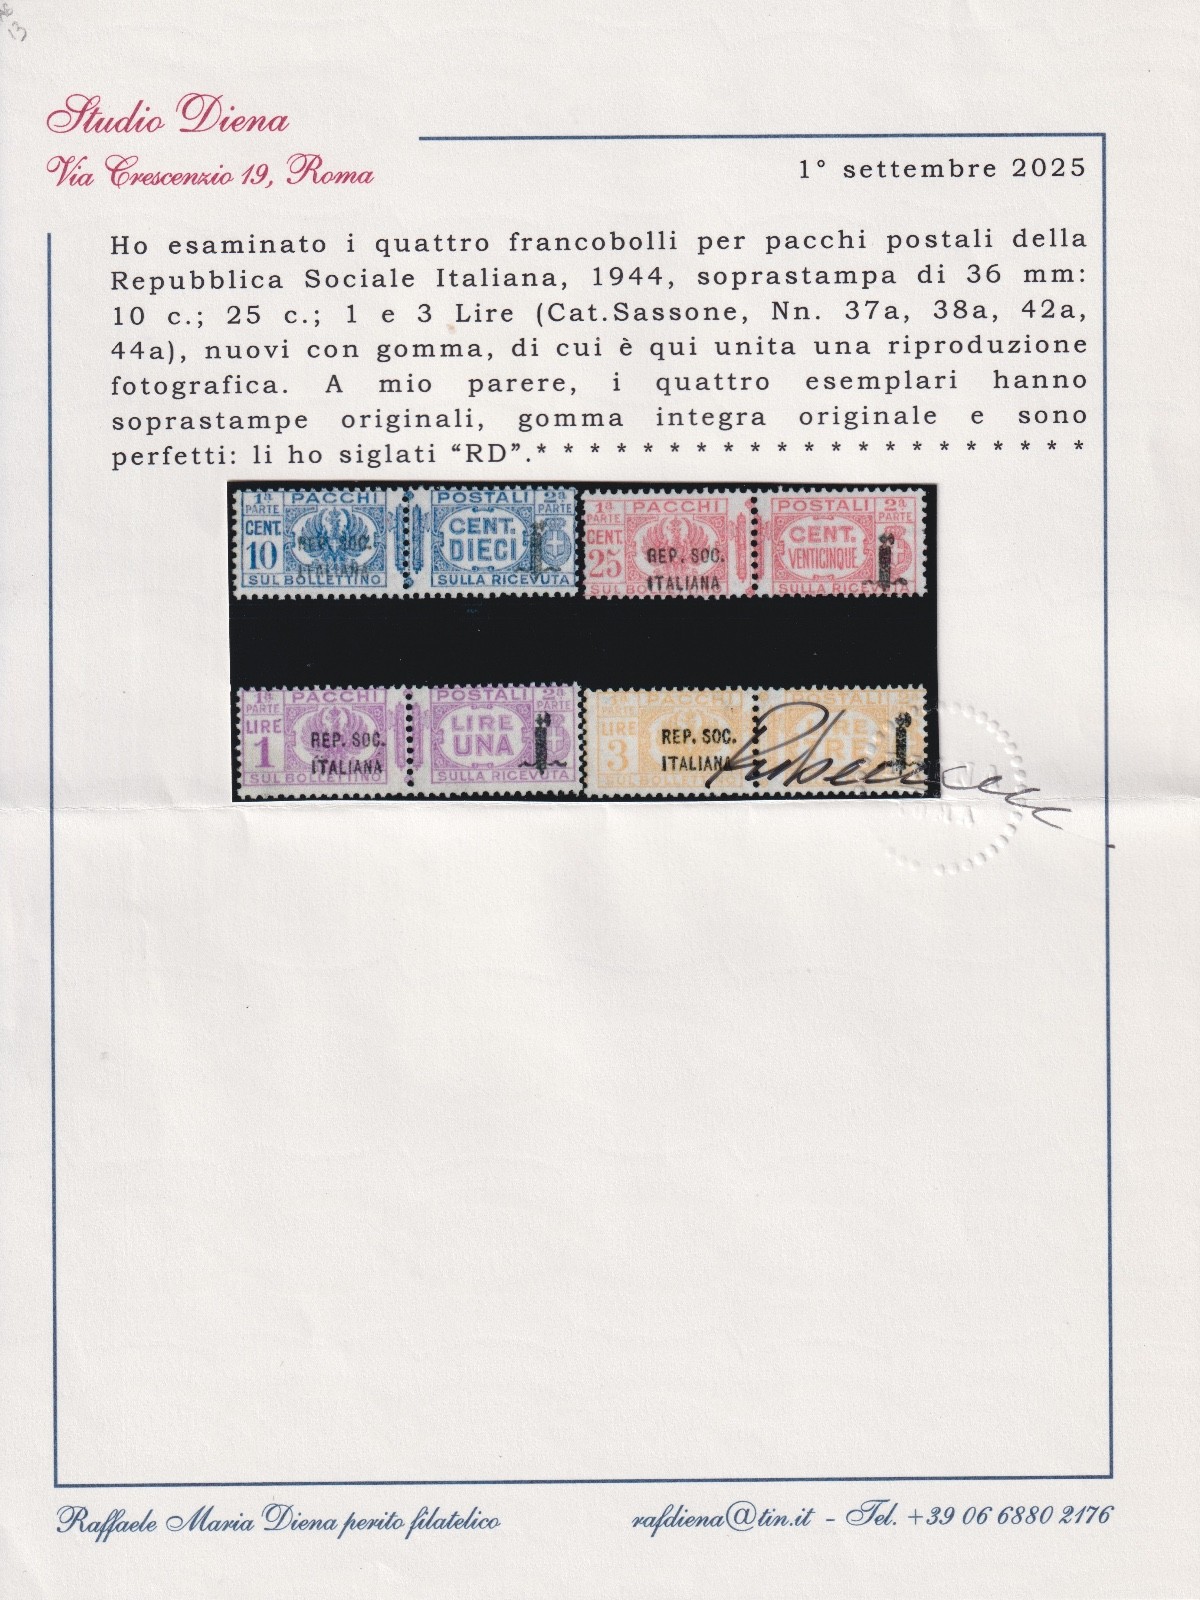 Studio Diena
Via Crescenzio 19, Roma
1° settembre 2025
Ho esaminato i quattro francobolli per pacchi postali della
Repubblica Sociale Italiana, 1944, soprastampa di 36 mm:
10 c.; 25 c.; 1 e 3 Lire (Cat.Sassone, Nn. 37a, 38a, 42a,
44a), nuovi con gomma, di cui è qui unita una riproduzione
fotografica. A mio parere, i quattro esemplari hanno
soprastampe originali, gomma integra originale e sono
perfetti: li ho siglati “RD”.* * * * * * * * * * * * * * * * * * * * *
1ª PARTE PACCHI POSTALI 2ª PARTE
CENT. 10 REP. SOC. ITALIANA CENT. DIECI
SUL BOLLETTINO SULLA RICEVUTA
1ª PARTE PACCHI POSTALI 2ª PARTE
CENT. 25 REP. SOC. ITALIANA CENT. VENTICINQUE
SUL BOLLETTINO SULLA RICEVUTA
1ª PARTE PACCHI POSTALI 2ª PARTE
LIRE 1 REP. SOC. ITALIANA LIRE UNA
SUL BOLLETTINO SULLA RICEVUTA
PARTE PACCHI POSTALI
LIRE 3 REP. SOC. ITALIANA
SUL BOLLETTINO
Raffaele Maria Diena perito filatelico
rafdiena@tin.it - Tel. +39 06 6880 2176